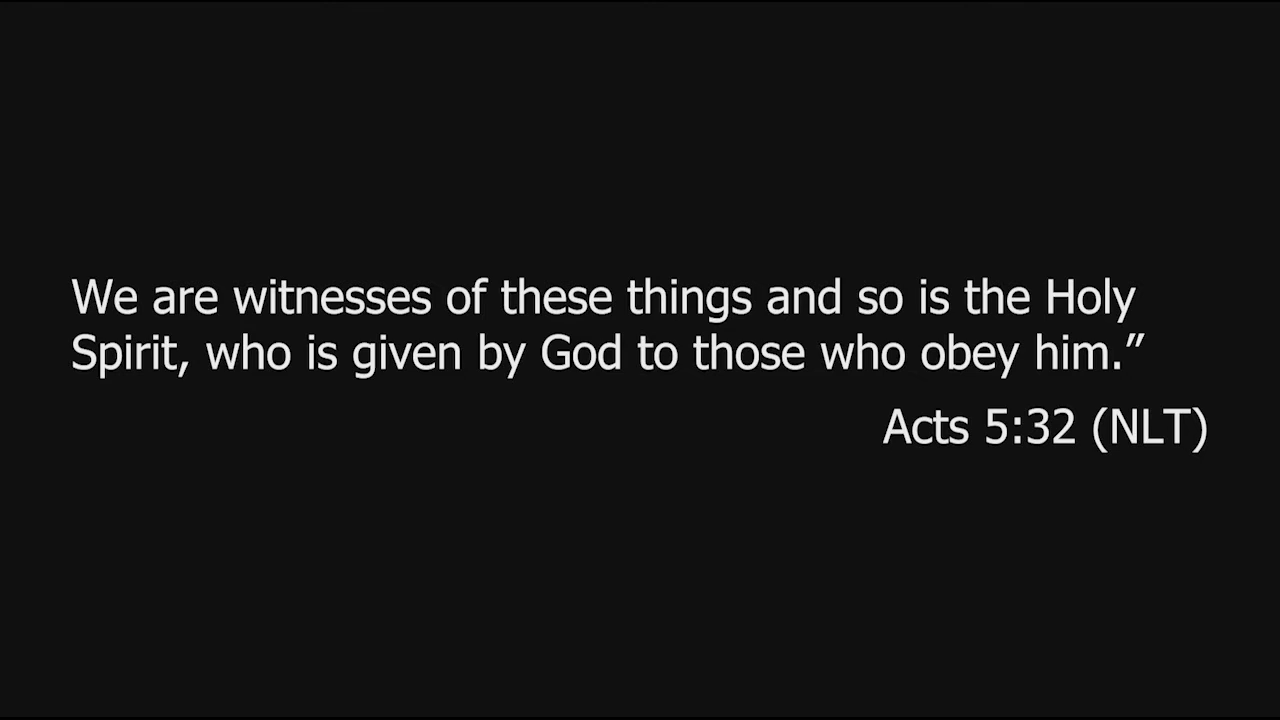 We are witnesses of these things and so is the Holy
Spirit, who is given by God to those who obey him.”
Acts 5:32 (NLT)